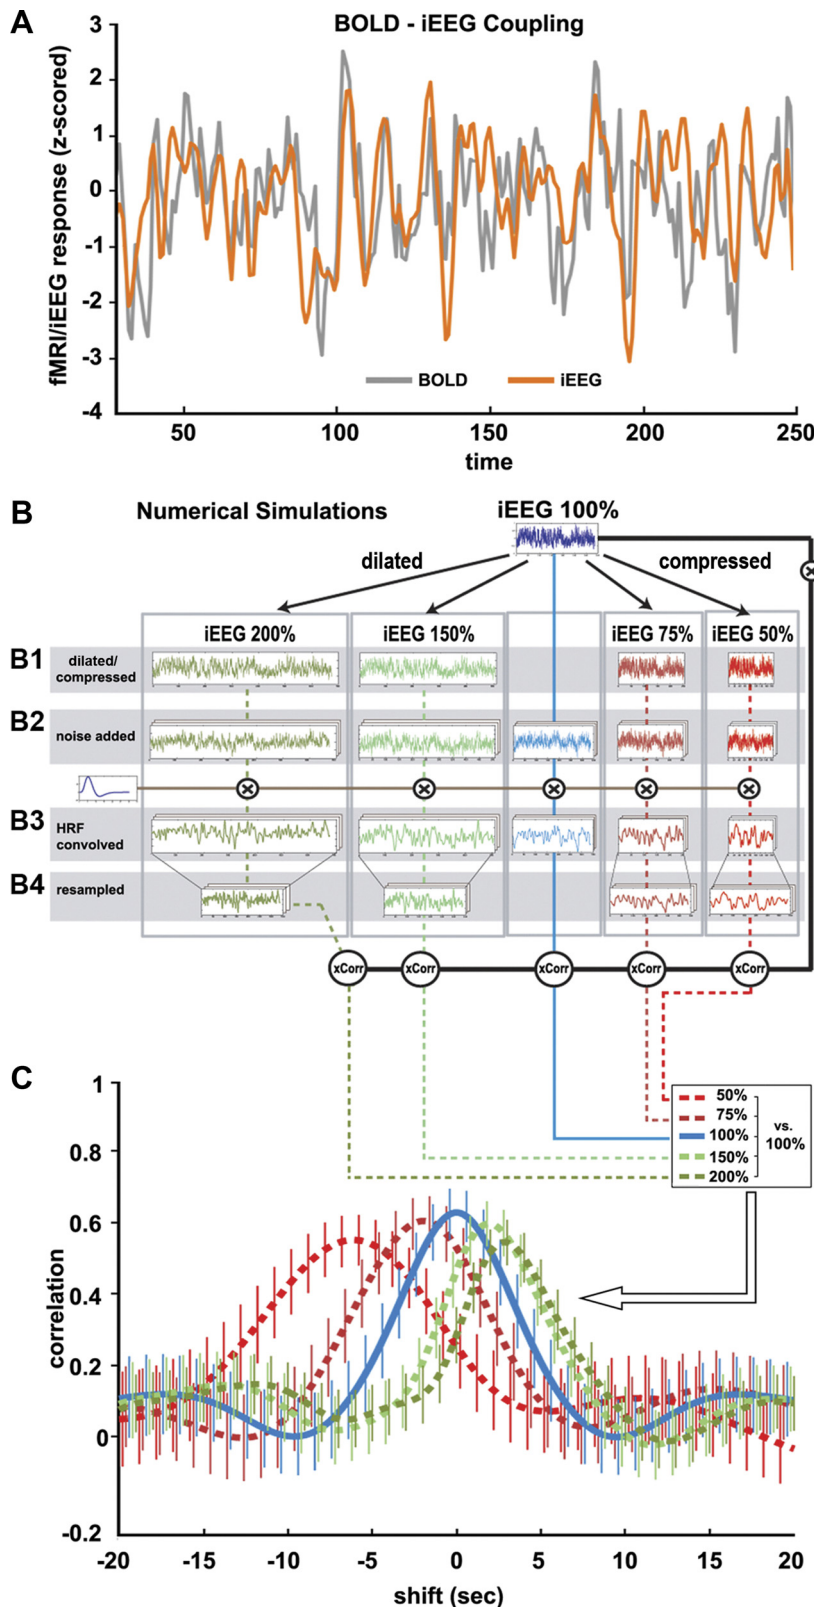 A
BOLD - iEEG Coupling
fMRI/iEEG response (z-scored)
3
2
1
0
-1
-2
-3
-4
BOLD
iEEG
50
100
150
200
250
time
B
Numerical Simulations
iEEG 100%
dilated
compressed
iEEG 200%
iEEG 150%
iEEG 75%
iEEG 50%
B1
dilated/
compressed
B2
noise added
B3
HRF
convolved
B4
resampled
xCorr
xCorr
xCorr
xCorr
xCorr
C
50%
75%
100%
150%
200%
vs.
100%
correlation
1
0.8
0.6
0.4
0.2
0
-0.2
-20
-15
-10
-5
0
5
10
15
20
shift (sec)